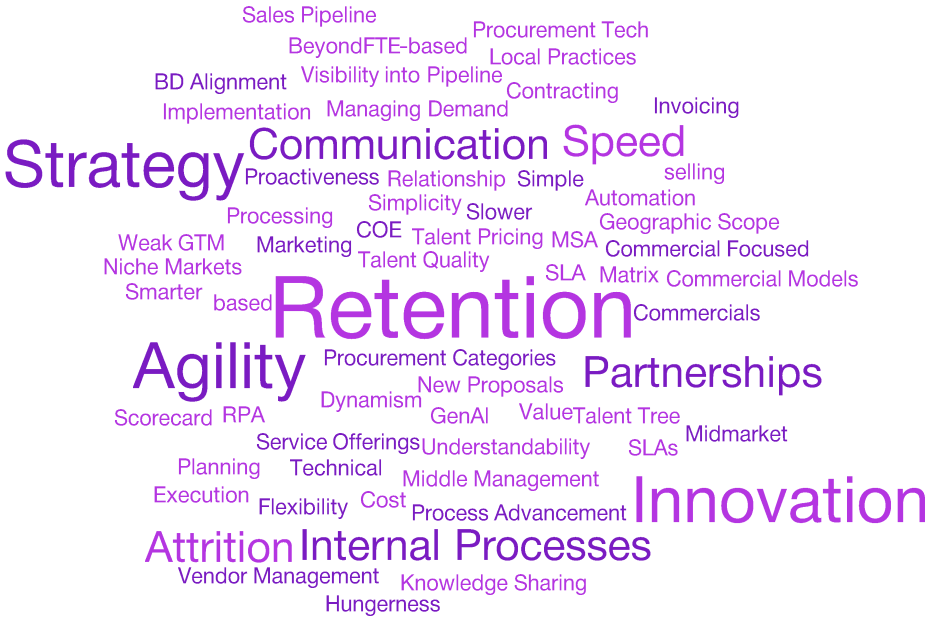 Sales Pipeline
Procurement Tech
BeyondFTE-based
Local Practices
Visibility into Pipeline
BD Alignment
Contracting
Implementation
Managing Demand
Invoicing
Strategy
Communication
Speed
Proactiveness
Relationship
Simple
selling
Simplicity
Slower
Automation
Processing
COE
Geographic Scope
Weak GTM
Marketing
Talent Pricing
MSA
Commercial Focused
Niche Markets
Talent Quality
SLA
Matrix
Commercial Models
Smarter
based
Retention
Commercials
Agility
Procurement Categories
Partnerships
New Proposals
Dynamism
Scorecard
RPA
GenAI
Value
Talent Tree
Service Offerings
Understandability
SLAs
Midmarket
Planning
Technical
Middle Management
Execution
Flexibility
Cost
Process Advancement
Innovation
Attrition
Internal Processes
Vendor Management
Knowledge Sharing
Hungerness